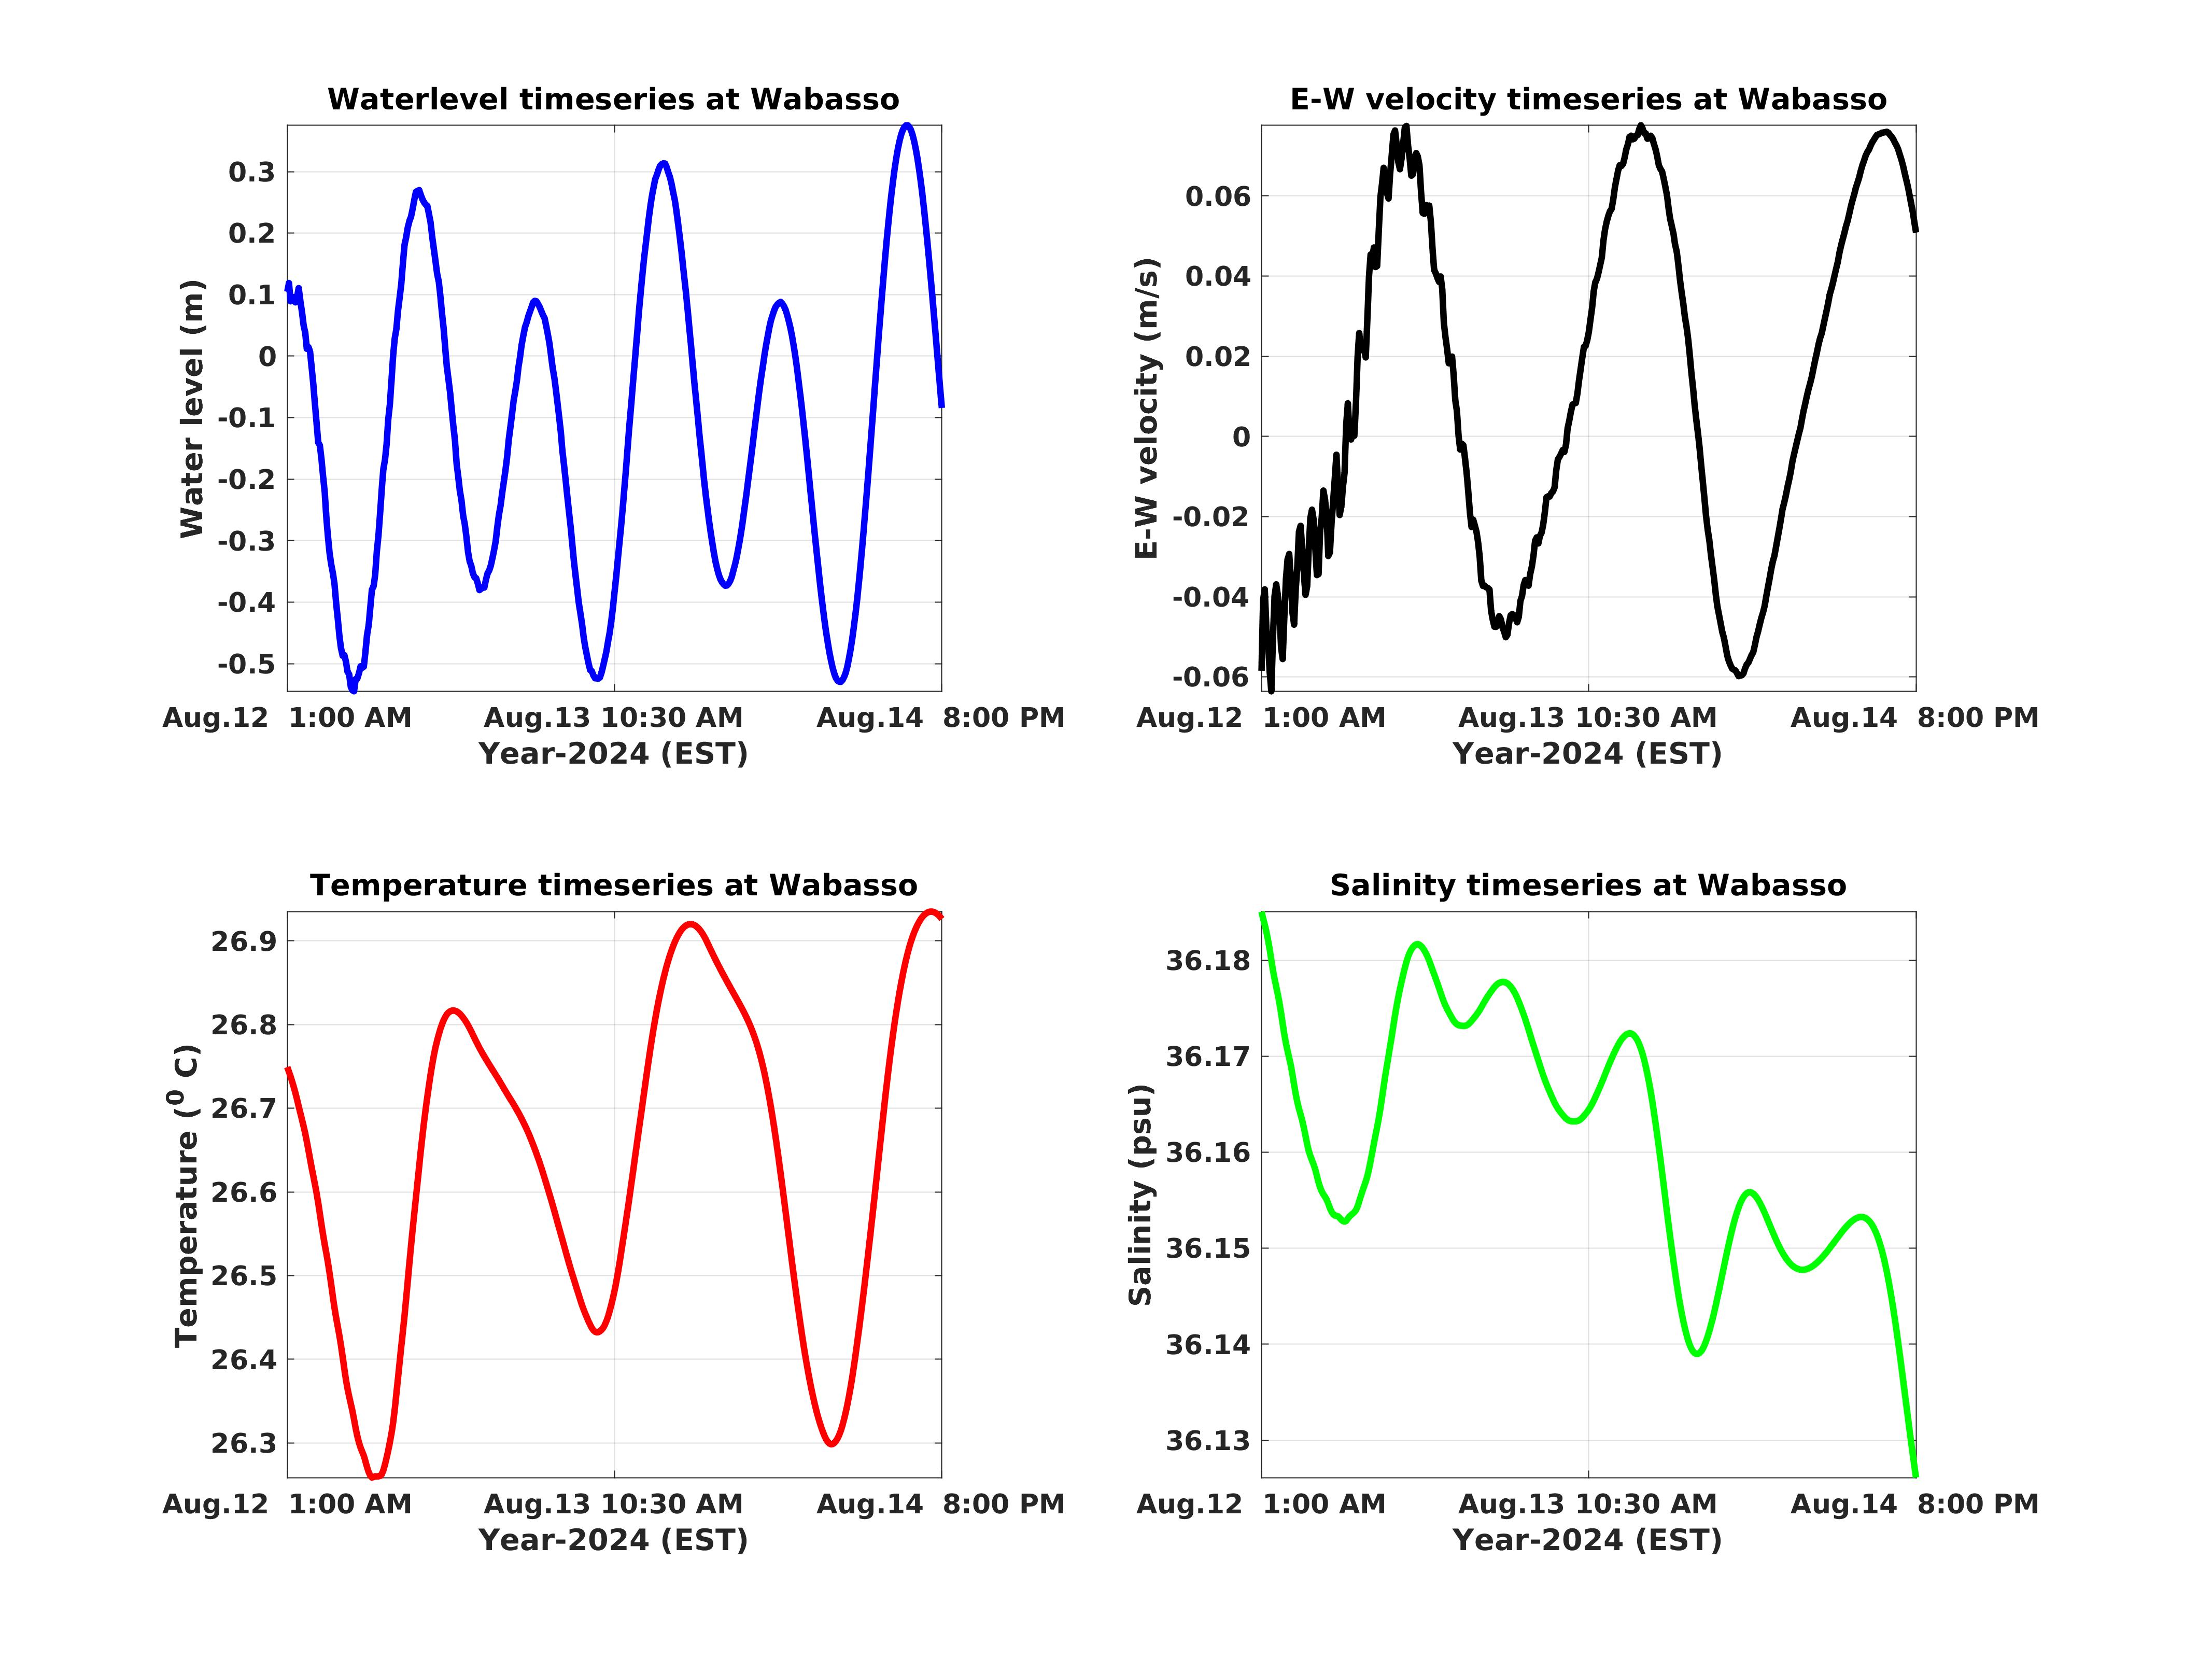 Waterlevel timeseries at Wabasso
0.3
0.2
0.1
0
-0.1
-0.2
-0.3
-0.4
-0.5
Water level (m)
Aug.12 1:00 AM Aug.13 10:30 AM Aug.14 8:00 PM
Year-2024 (EST)
E-W velocity timeseries at Wabasso
0.06
0.04
0.02
0
-0.02
-0.04
-0.06
E-W velocity (m/s)
Aug.12 1:00 AM Aug.13 10:30 AM Aug.14 8:00 PM
Year-2024 (EST)
Temperature timeseries at Wabasso
26.9
26.8
26.7
26.6
26.5
26.4
26.3
Temperature (⁰ C)
Aug.12 1:00 AM Aug.13 10:30 AM Aug.14 8:00 PM
Year-2024 (EST)
Salinity timeseries at Wabasso
36.18
36.17
36.16
36.15
36.14
36.13
Salinity (psu)
Aug.12 1:00 AM Aug.13 10:30 AM Aug.14 8:00 PM
Year-2024 (EST)